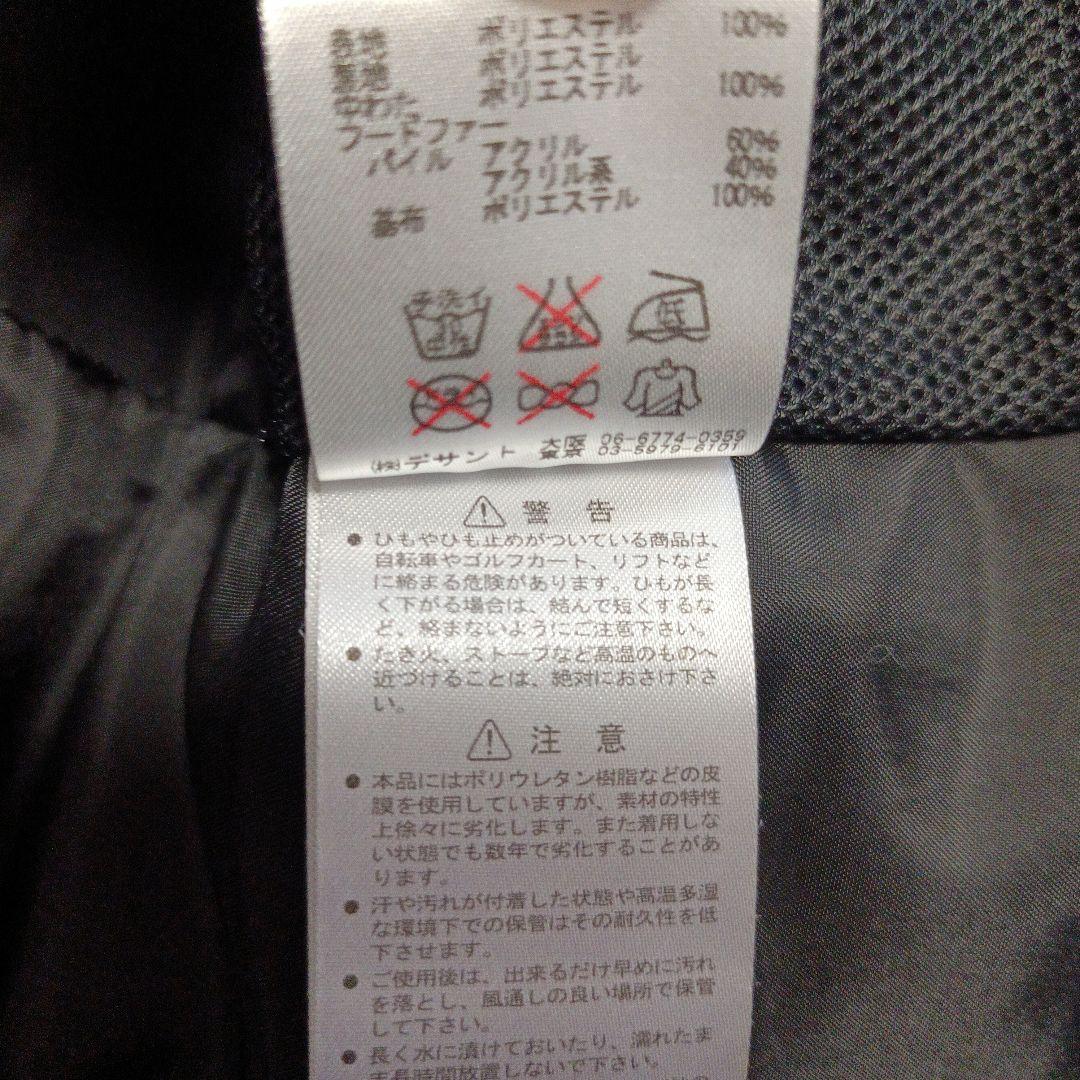 表地 ポリエステル 100%
裏地 ポリエステル
中わた ポリエステル 100%
フードファー
パイル アクリル 60%
アクリル系 40%
基布 ポリエステル 100%
手洗イ
低
(株)デサント 大阪 06-6774-0359
東京 03-5979-6101
警告
● ひもやひも止めがついている商品は、
自転車やゴルフカート、リフトなど
に絡まる危険があります。ひもが長
く下がる場合は、結んで短くするな
ど、絡まないようにご注意下さい。
● たき火、ストーブなど高温のものへ
近づけることは、絶対におさけ下さ
い。
注意
● 本品にはポリウレタン樹脂などの皮
膜を使用していますが、素材の特性
上徐々に劣化します。また着用しな
い状態でも数年で劣化することがあ
ります。
● 汗や汚れが付着した状態や高温多湿
な環境下での保管はその耐久性を低
下させます。
● ご使用後は、出来るだけ早めに汚れ
を落とし、風通しの良い場所で保管
して下さい。
● 長く水に漬けておいたり、濡れたま
ま長時間放置しないで下さい。